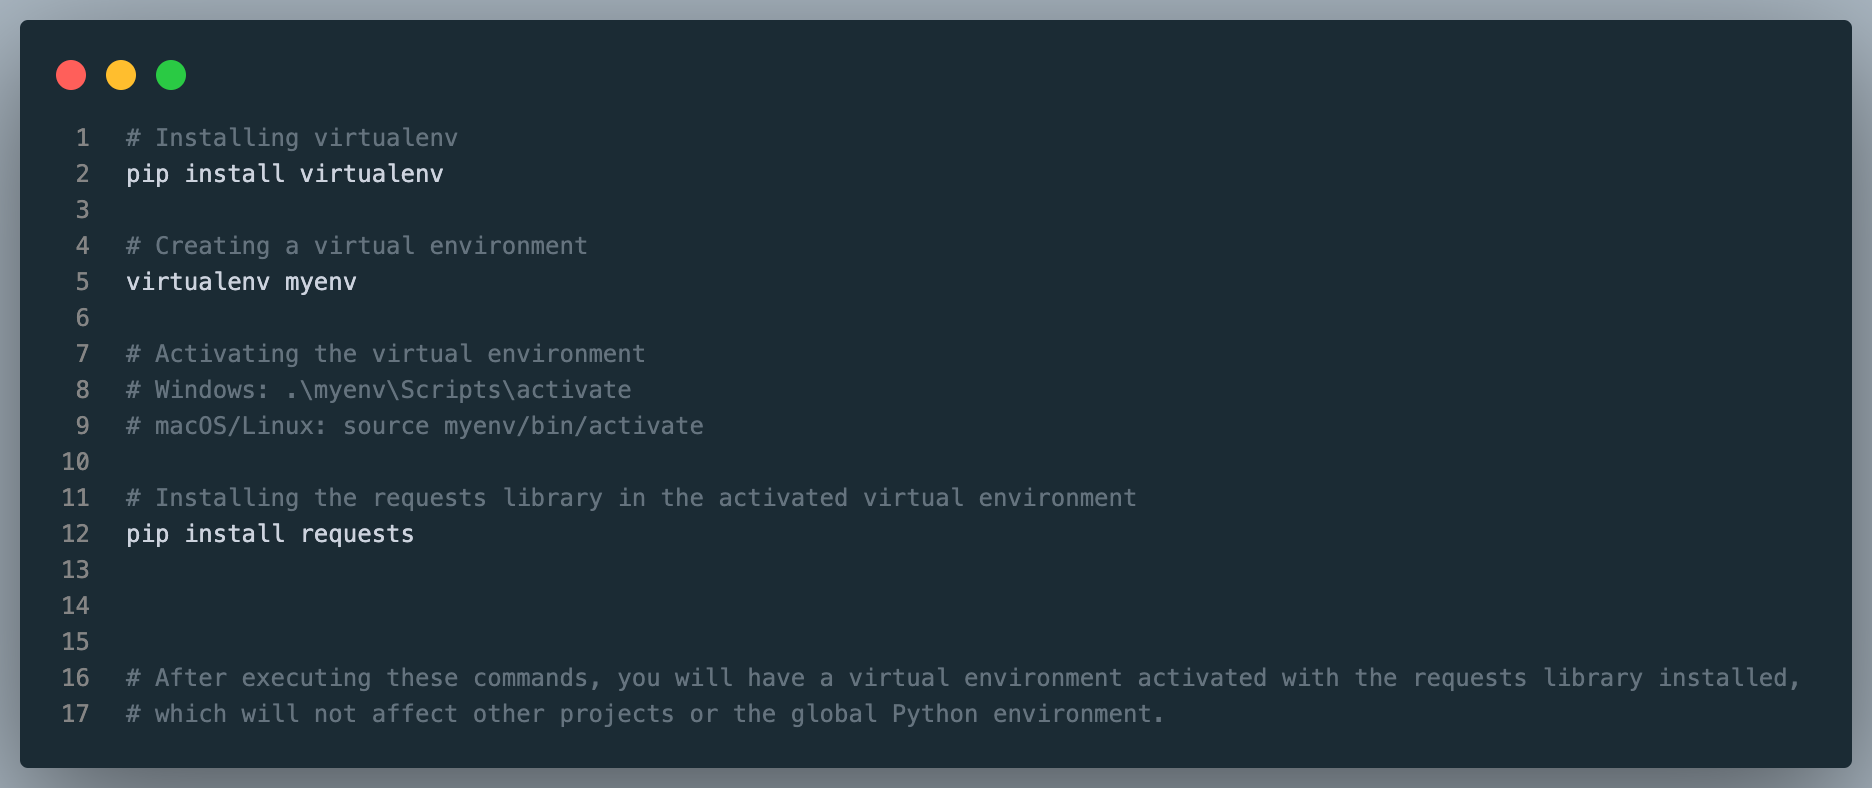 1 # Installing virtualenv
2 pip install virtualenv
3
4 # Creating a virtual environment
5 virtualenv myenv
6
7 # Activating the virtual environment
8 # Windows: .\myenv\Scripts\activate
9 # macOS/Linux: source myenv/bin/activate
10
11 # Installing the requests library in the activated virtual environment
12 pip install requests
13
14
15
16 # After executing these commands, you will have a virtual environment activated with the requests library installed,
17 # which will not affect other projects or the global Python environment.